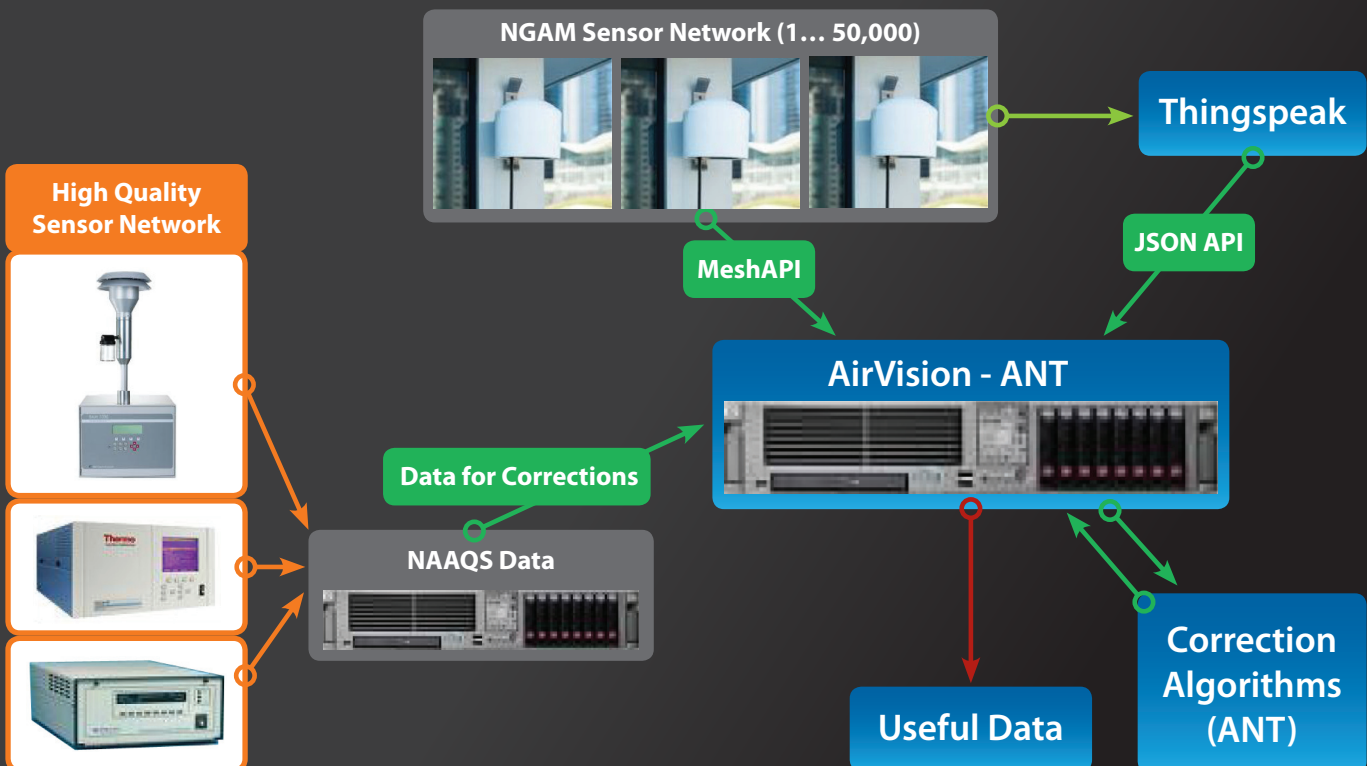 NGAM Sensor Network (1… 50,000)
Thingspeak
High Quality
Sensor Network
MeshAPI
JSON API
AirVision - ANT
Data for Corrections
Thermo
NAAQS Data
Correction
Algorithms
(ANT)
Useful Data